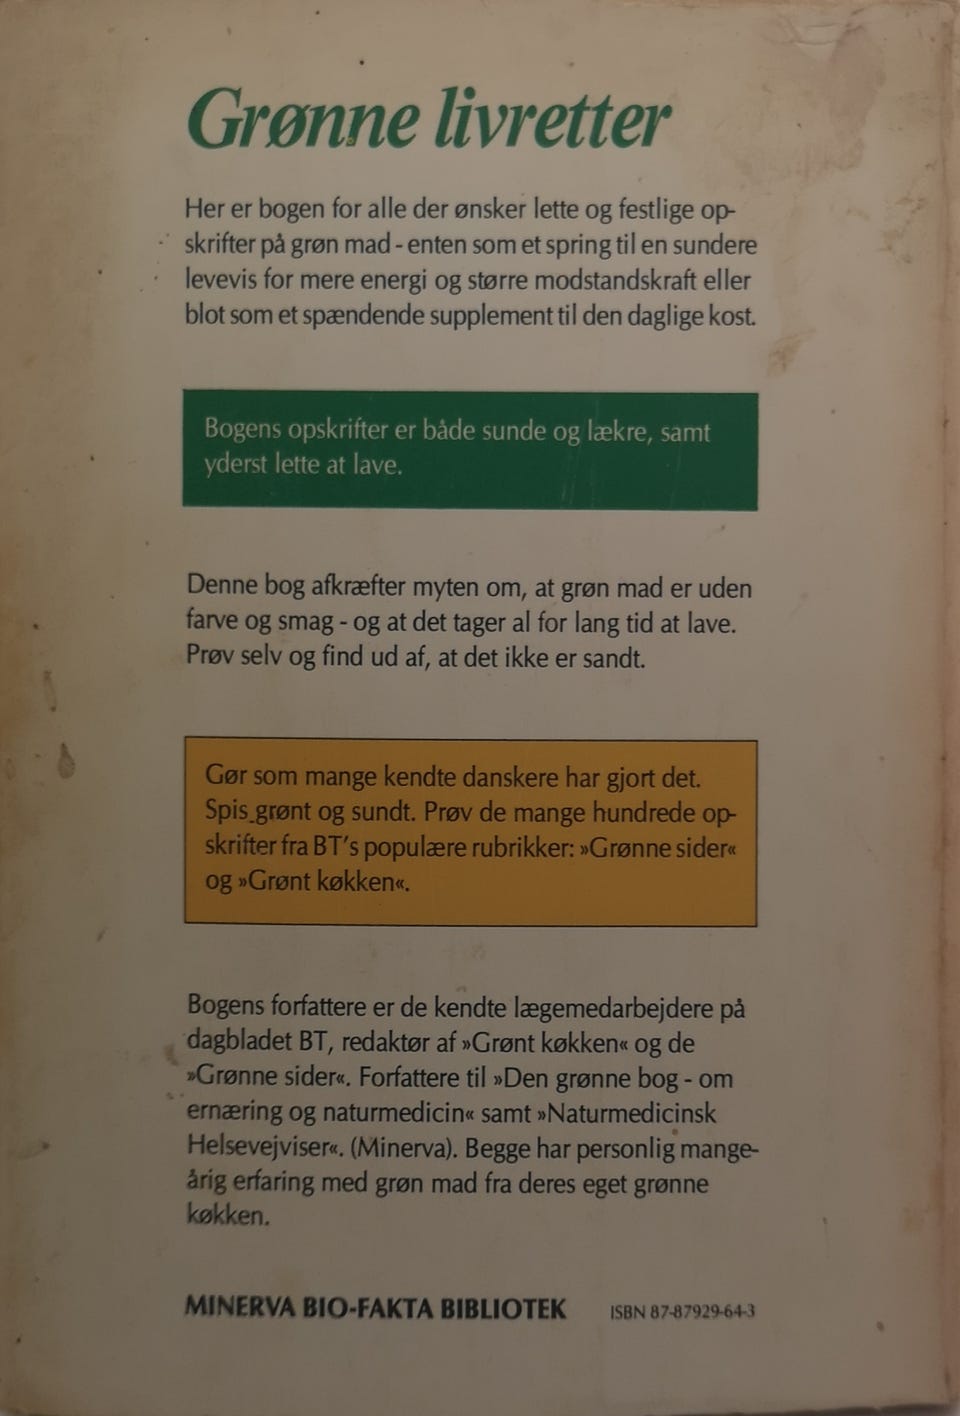 Grønne livretter
Her er bogen for alle der ønsker lette og festlige op-
skrifter på grøn mad - enten som et spring til en sundere
levevis for mere energi og større modstandskraft eller
blot som et spændende supplement til den daglige kost.
Bogens opskrifter er både sunde og lækre, samt
yderst lette at lave.
Denne bog afkræfter myten om, at grøn mad er uden
farve og smag - og at det tager al for lang tid at lave.
Prøv selv og find ud af, at det ikke er sandt.
Gør som mange kendte danskere har gjort det.
Spis grønt og sundt. Prøv de mange hundrede op-
skrifter fra BT's populære rubrikker: »Grønne sider«
og »Grønt køkken«.
Bogens forfattere er de kendte lægemedarbejdere på
dagbladet BT, redaktør af »Grønt køkken« og de
»Grønne sider«. Forfattere til »Den grønne bog - om
ernæring og naturmedicin« samt »Naturmedicinsk
Helsevejviser«. (Minerva). Begge har personlig mange-
årig erfaring med grøn mad fra deres eget grønne
køkken.
MINERVA BIO-FAKTA BIBLIOTEK ISBN 87-87929-64-3